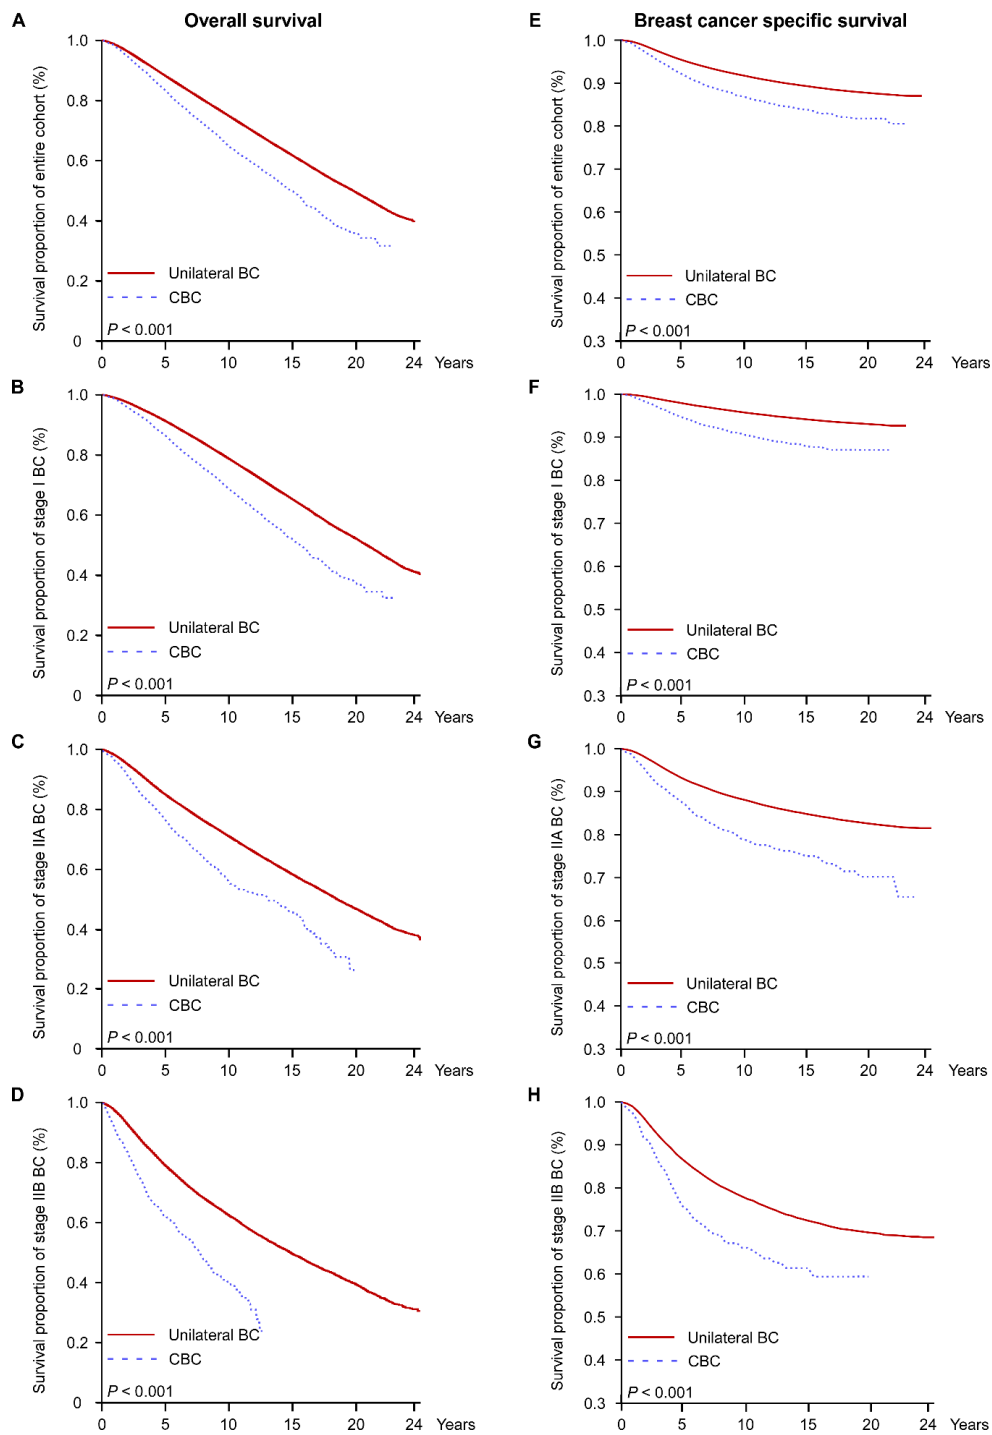 A Overall survival
1.0
0.8
0.6
0.4
0.2
0
Survival proportion of entire cohort (%)
Unilateral BC
CBC
P < 0.001
0 5 10 15 20 24 Years
E Breast cancer specific survival
1.0
0.9
0.8
0.7
0.6
0.5
0.4
0.3
Survival proportion of entire cohort (%)
Unilateral BC
CBC
P < 0.001
0 5 10 15 20 24 Years
B
1.0
0.8
0.6
0.4
0.2
0
Survival proportion of stage I BC (%)
Unilateral BC
CBC
P < 0.001
0 5 10 15 20 24 Years
F
1.0
0.9
0.8
0.7
0.6
0.5
0.4
0.3
Survival proportion of stage I BC (%)
Unilateral BC
CBC
P < 0.001
0 5 10 15 20 24 Years
C
1.0
0.8
0.6
0.4
0.2
0
Survival proportion of stage IIA BC (%)
Unilateral BC
CBC
P < 0.001
0 5 10 15 20 24 Years
G
1.0
0.9
0.8
0.7
0.6
0.5
0.4
0.3
Survival proportion of stage IIA BC (%)
Unilateral BC
CBC
P < 0.001
0 5 10 15 20 24 Years
D
1.0
0.8
0.6
0.4
0.2
0
Survival proportion of stage IIB BC (%)
Unilateral BC
CBC
P < 0.001
0 5 10 15 20 24 Years
H
1.0
0.9
0.8
0.7
0.6
0.5
0.4
0.3
Survival proportion of stage IIB BC (%)
Unilateral BC
CBC
P < 0.001
0 5 10 15 20 24 Years